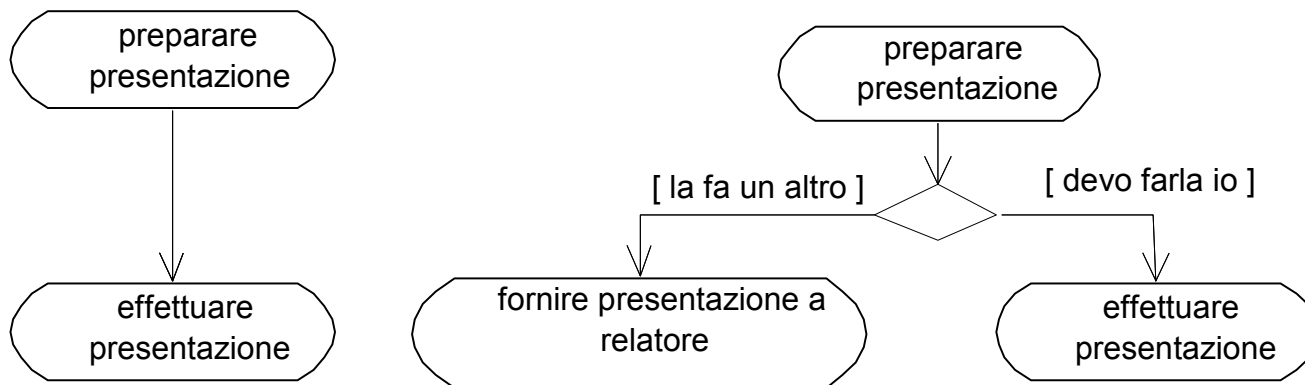 preparare
presentazione
effettuare
presentazione
preparare
presentazione
[ la fa un altro ]
[ devo farla io ]
fornire presentazione a
relatore
effettuare
presentazione